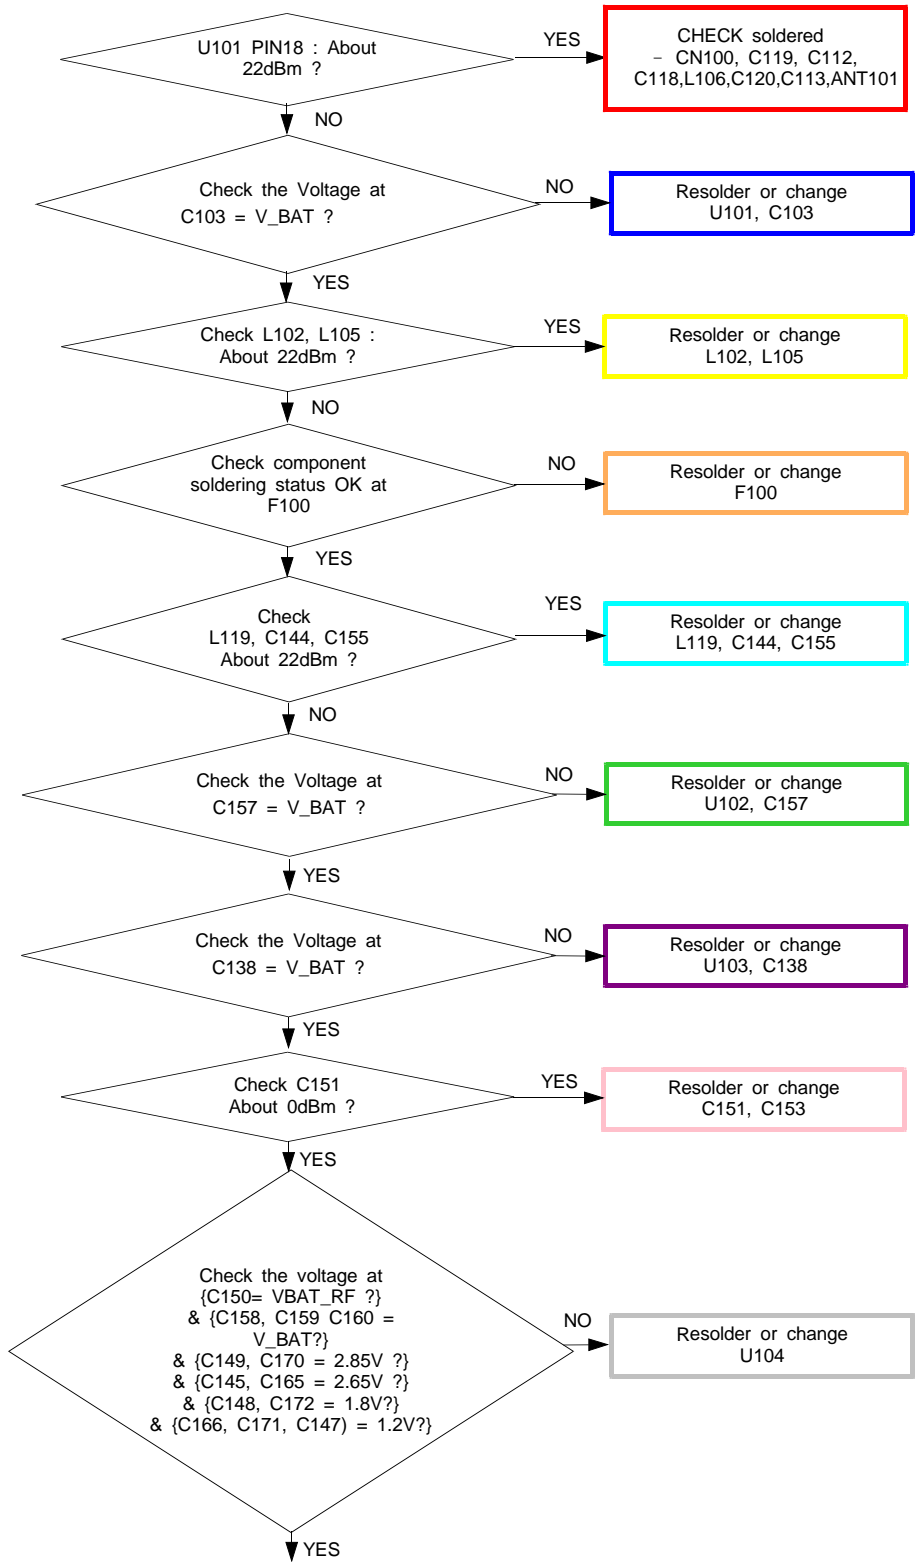 U101 PIN18 : About
22dBm ?
YES
CHECK soldered
- CN100, C119, C112,
C118,L106,C120,C113,ANT101
NO
Check the Voltage at
C103 = V_BAT ?
NO
Resolder or change
U101, C103
YES
Check L102, L105 :
About 22dBm ?
YES
Resolder or change
L102, L105
NO
Check component
soldering status OK at
F100
NO
Resolder or change
F100
YES
Check
L119, C144, C155
About 22dBm ?
YES
Resolder or change
L119, C144, C155
NO
Check the Voltage at
C157 = V_BAT ?
NO
Resolder or change
U102, C157
YES
Check the Voltage at
C138 = V_BAT ?
NO
Resolder or change
U103, C138
YES
Check C151
About 0dBm ?
YES
Resolder or change
C151, C153
YES
Check the voltage at
{C150= VBAT_RF ?}
& {C158, C159 C160 =
V_BAT?}
& {C149, C170 = 2.85V ?}
& {C145, C165 = 2.65V ?}
& {C148, C172 = 1.8V?}
& {C166, C171, C147) = 1.2V?}
NO
Resolder or change
U104
YES